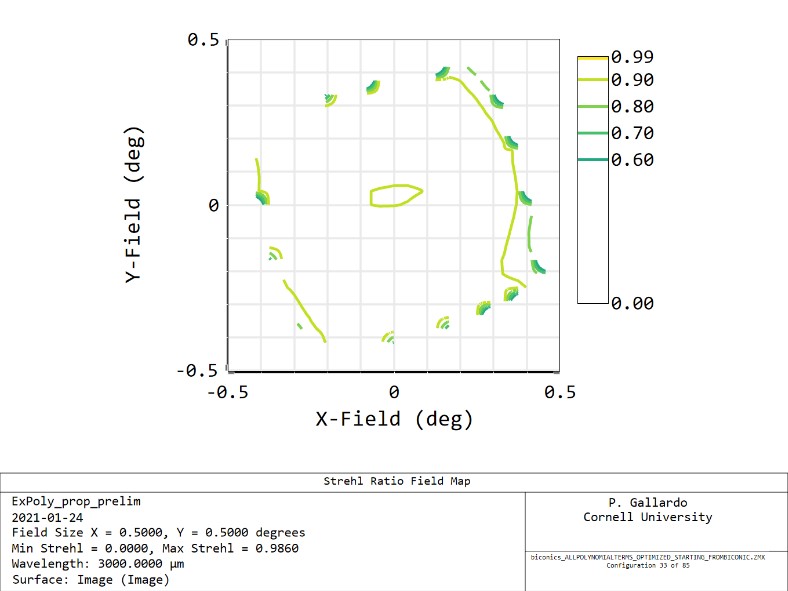 0.5
0
-0.5
Y-Field (deg)
-0.5
0
0.5
X-Field (deg)
0.99
0.90
0.80
0.70
0.60
0.00
Strehl Ratio Field Map
ExPoly_prop_prelim
2021-01-24
Field Size X = 0.5000, Y = 0.5000 degrees
Min Strehl = 0.0000, Max Strehl = 0.9860
Wavelength: 3000.0000 µm
Surface: Image (Image)
P. Gallardo
Cornell University
biconics_ALLPOLYNOMIALTERMS_OPTIMIZED_STARTING_FROMBICONIC.ZMX
Configuration 33 of 85